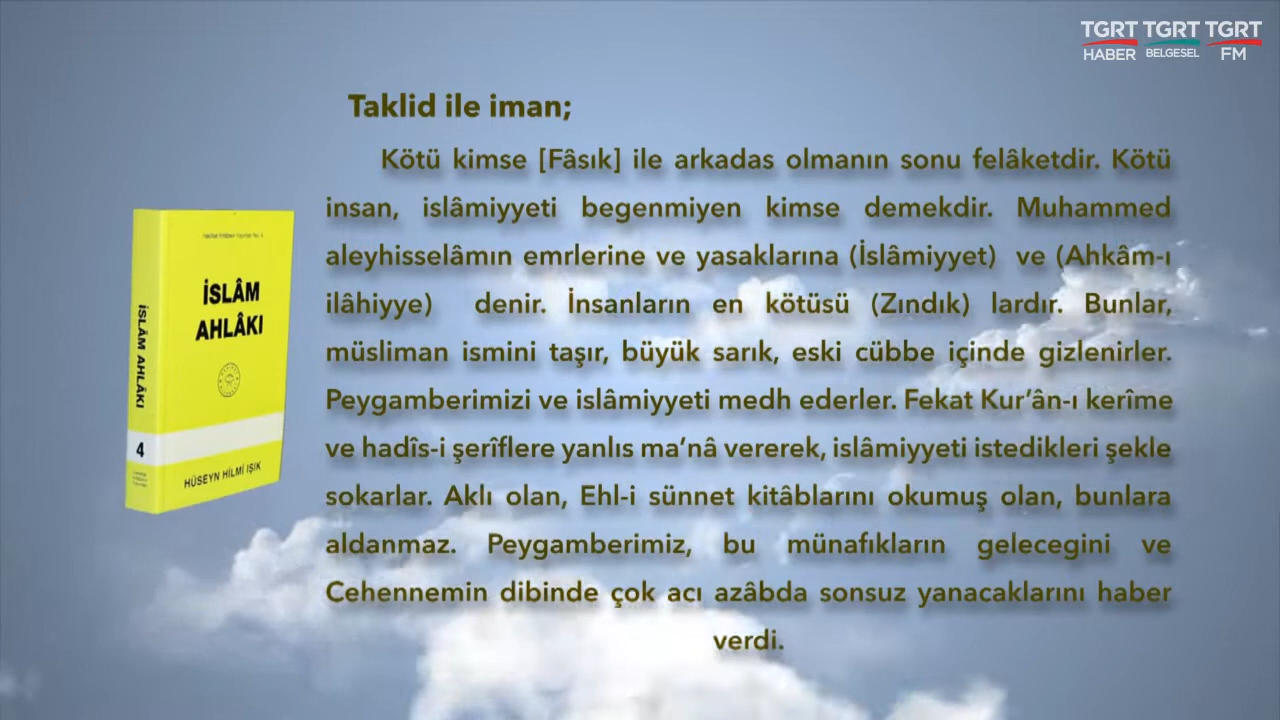 TGRT TGRT TGRT
HABER BELGESEL FM
Taklid ile iman;
Kötü kimse [Fâsık] ile arkadas olmanın sonu felâketdir. Kötü
insan, islâmiyyeti begenmiyen kimse demekdir. Muhammed
aleyhisselâmın emrlerine ve yasaklarına (İslâmiyyet) ve (Ahkâm-ı
ilâhiyye) denir. İnsanların en kötüsü (Zındık) lardır. Bunlar,
müsliman ismini taşır, büyük sarık, eski cübbe içinde gizlenirler.
Peygamberimizi ve islâmiyyeti medh ederler. Fekat Kur’ân-ı kerîme
ve hadîs-i şerîflere yanlıs ma’nâ vererek, islâmiyyeti istedikleri şekle
sokarlar. Aklı olan, Ehl-i sünnet kitâblarını okumuş olan, bunlara
aldanmaz. Peygamberimiz, bu münafıkların gelecegini ve
Cehennemin dibinde çok acı azâbda sonsuz yanacaklarını haber
verdi.
İSLÂM
AHLÂKI
HÜSEYN HİLMİ IŞIK
İSLÂM AHLÂKI
4